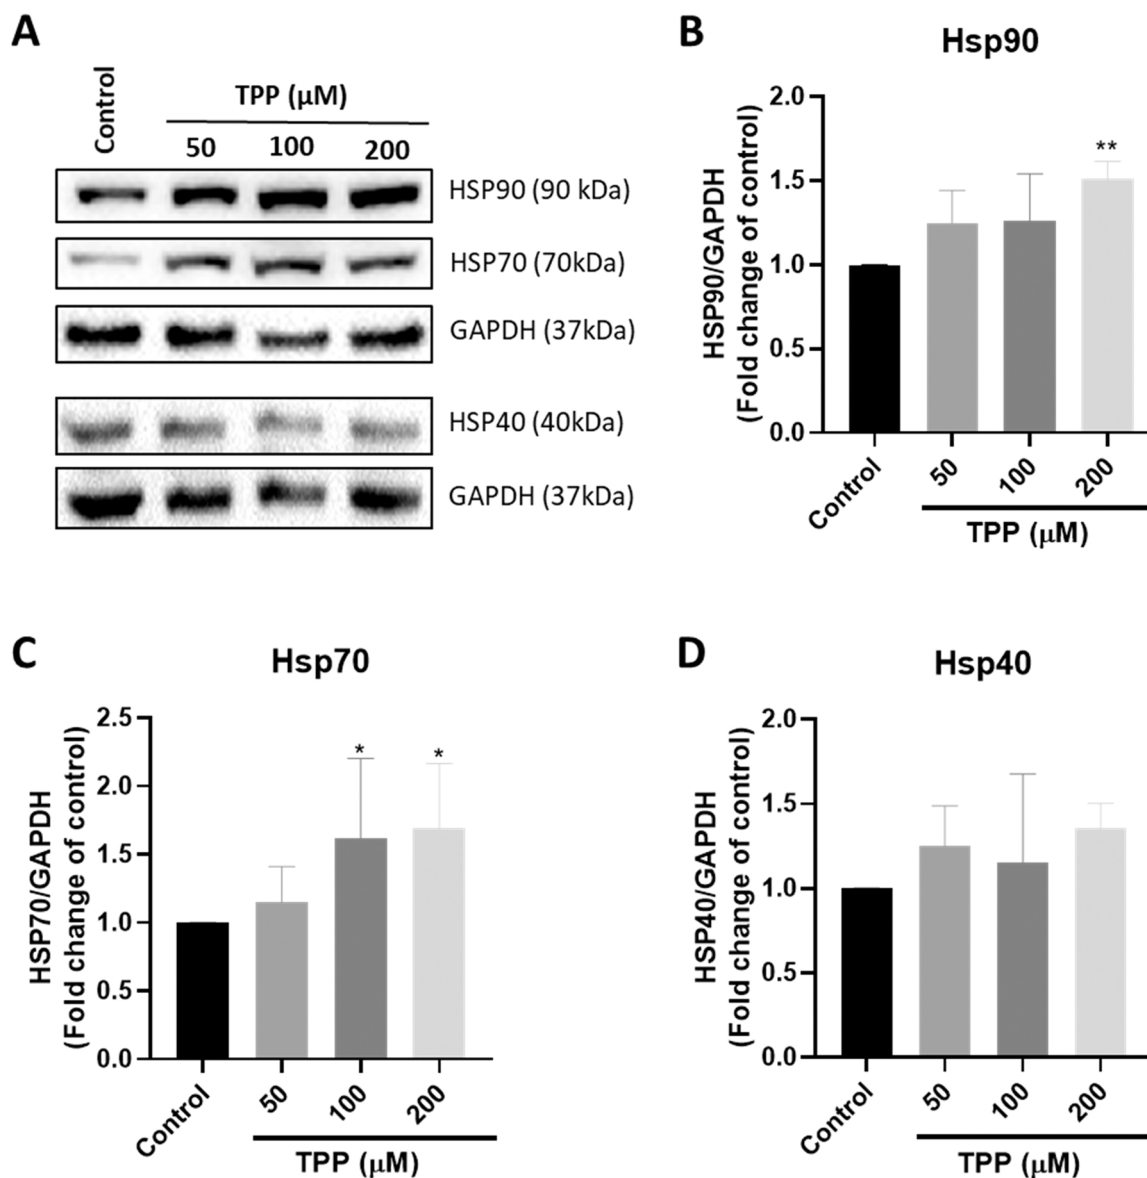 A
Control
TPP (μM)
50 100 200
HSP90 (90 kDa)
HSP70 (70kDa)
GAPDH (37kDa)
HSP40 (40kDa)
GAPDH (37kDa)
B
Hsp90
HSP90/GAPDH
(Fold change of control)
2.0
1.5
1.0
0.5
0.0
**
Control 50 100 200
TPP (μM)
C
Hsp70
HSP70/GAPDH
(Fold change of control)
2.5
2.0
1.5
1.0
0.5
0.0
* *
Control 50 100 200
TPP (μM)
D
Hsp40
HSP40/GAPDH
(Fold change of control)
2.0
1.5
1.0
0.5
0.0
Control 50 100 200
TPP (μM)